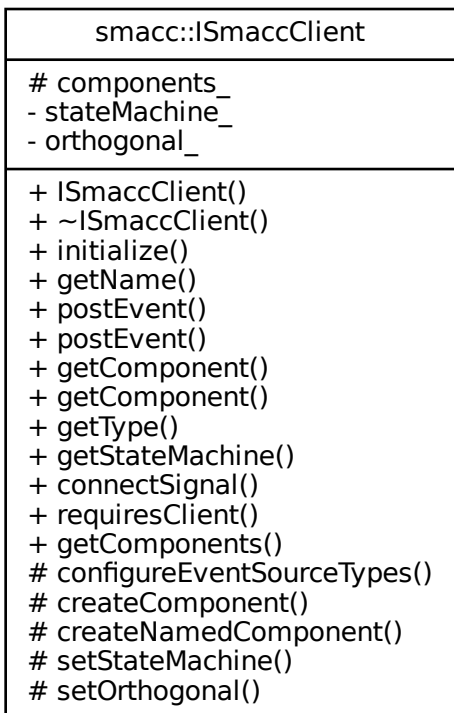 smacc::ISmaccClient
# components_
- stateMachine_
- orthogonal_
+ ISmaccClient()
+ ~ISmaccClient()
+ initialize()
+ getName()
+ postEvent()
+ postEvent()
+ getComponent()
+ getComponent()
+ getType()
+ getStateMachine()
+ connectSignal()
+ requiresClient()
+ getComponents()
# configureEventSourceTypes()
# createComponent()
# createNamedComponent()
# setStateMachine()
# setOrthogonal()